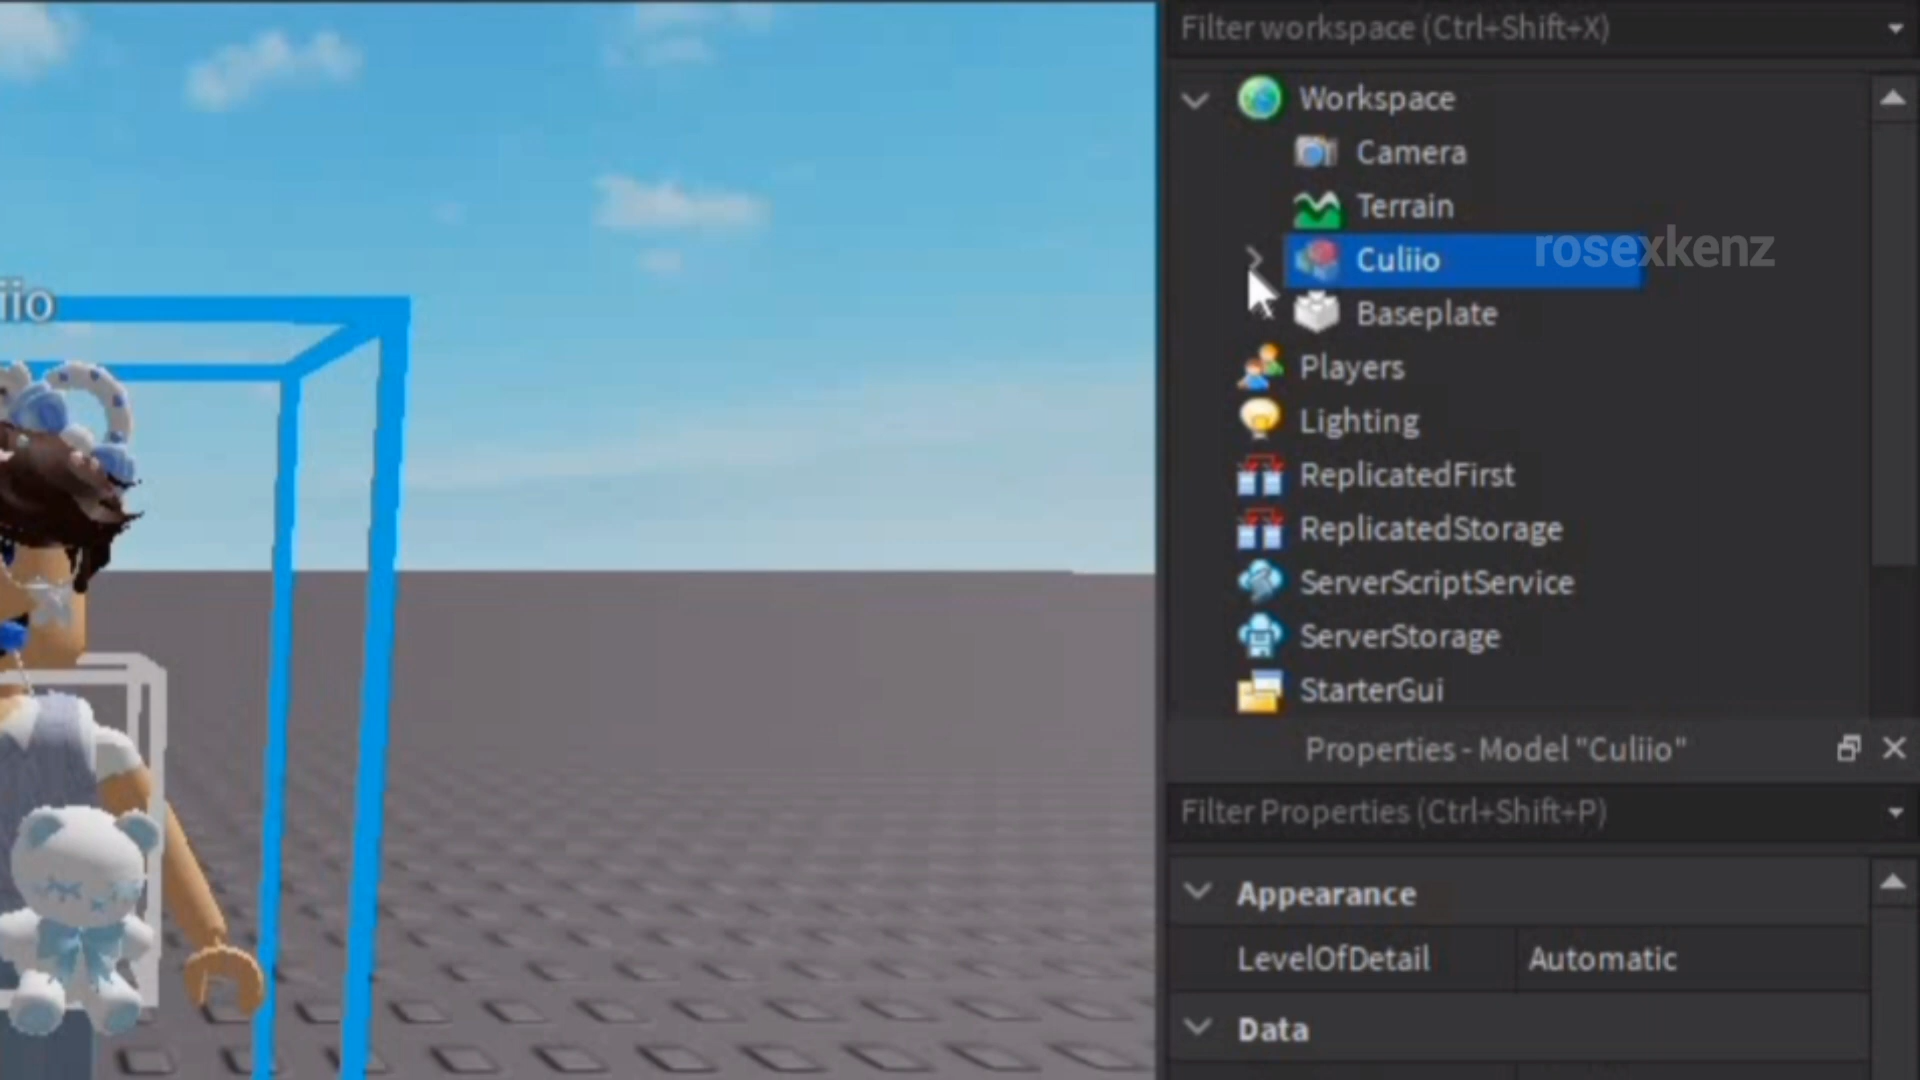 Filter workspace (Ctrl+Shift+X)
Workspace
Camera
Terrain
Culiio
rosexkenz
Baseplate
iio
Players
Lighting
ReplicatedFirst
ReplicatedStorage
ServerScriptService
ServerStorage
StarterGui
Properties - Model "Culiio"
Filter Properties (Ctrl+Shift+P)
Appearance
LevelOfDetail Automatic
Data